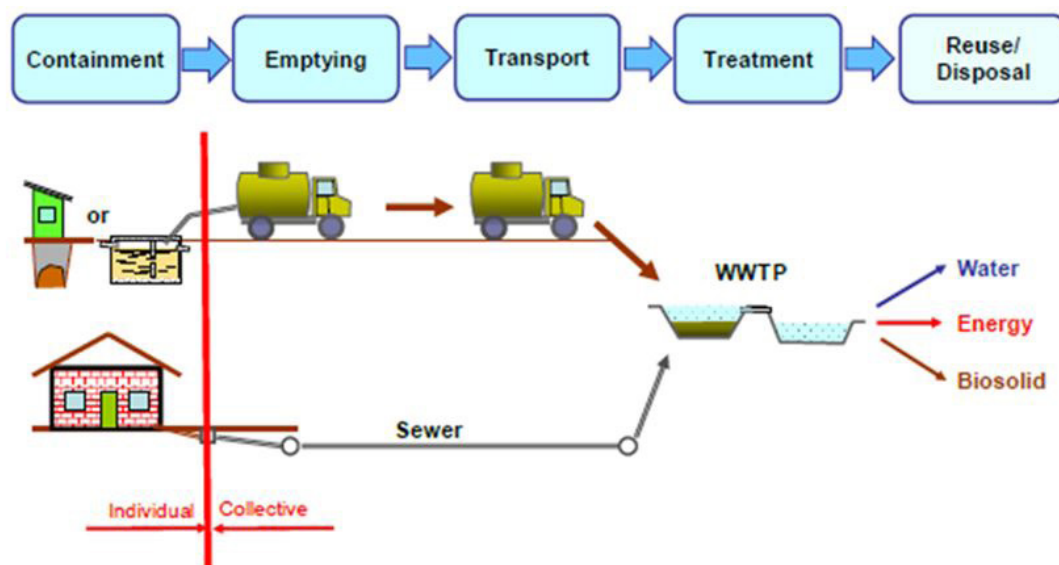 Containment
Emptying
Transport
Treatment
Reuse/
Disposal
or
WWTP
Water
Energy
Biosolid
Sewer
Individual
Collective